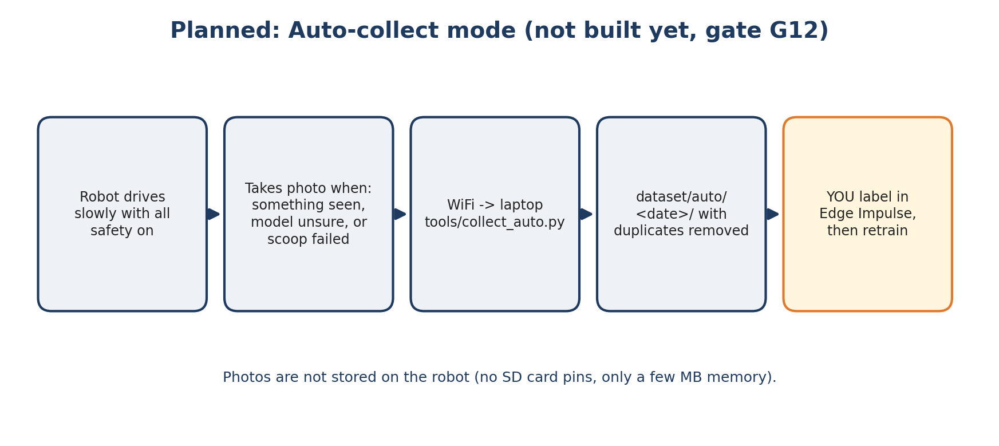 Planned: Auto-collect mode (not built yet, gate G12)
Robot drives
slowly with all
safety on
Takes photo when:
something seen,
model unsure, or
scoop failed
WiFi -> laptop
tools/collect_auto.py
dataset/auto/
<date>/ with
duplicates removed
YOU label in
Edge Impulse,
then retrain
Photos are not stored on the robot (no SD card pins, only a few MB memory).